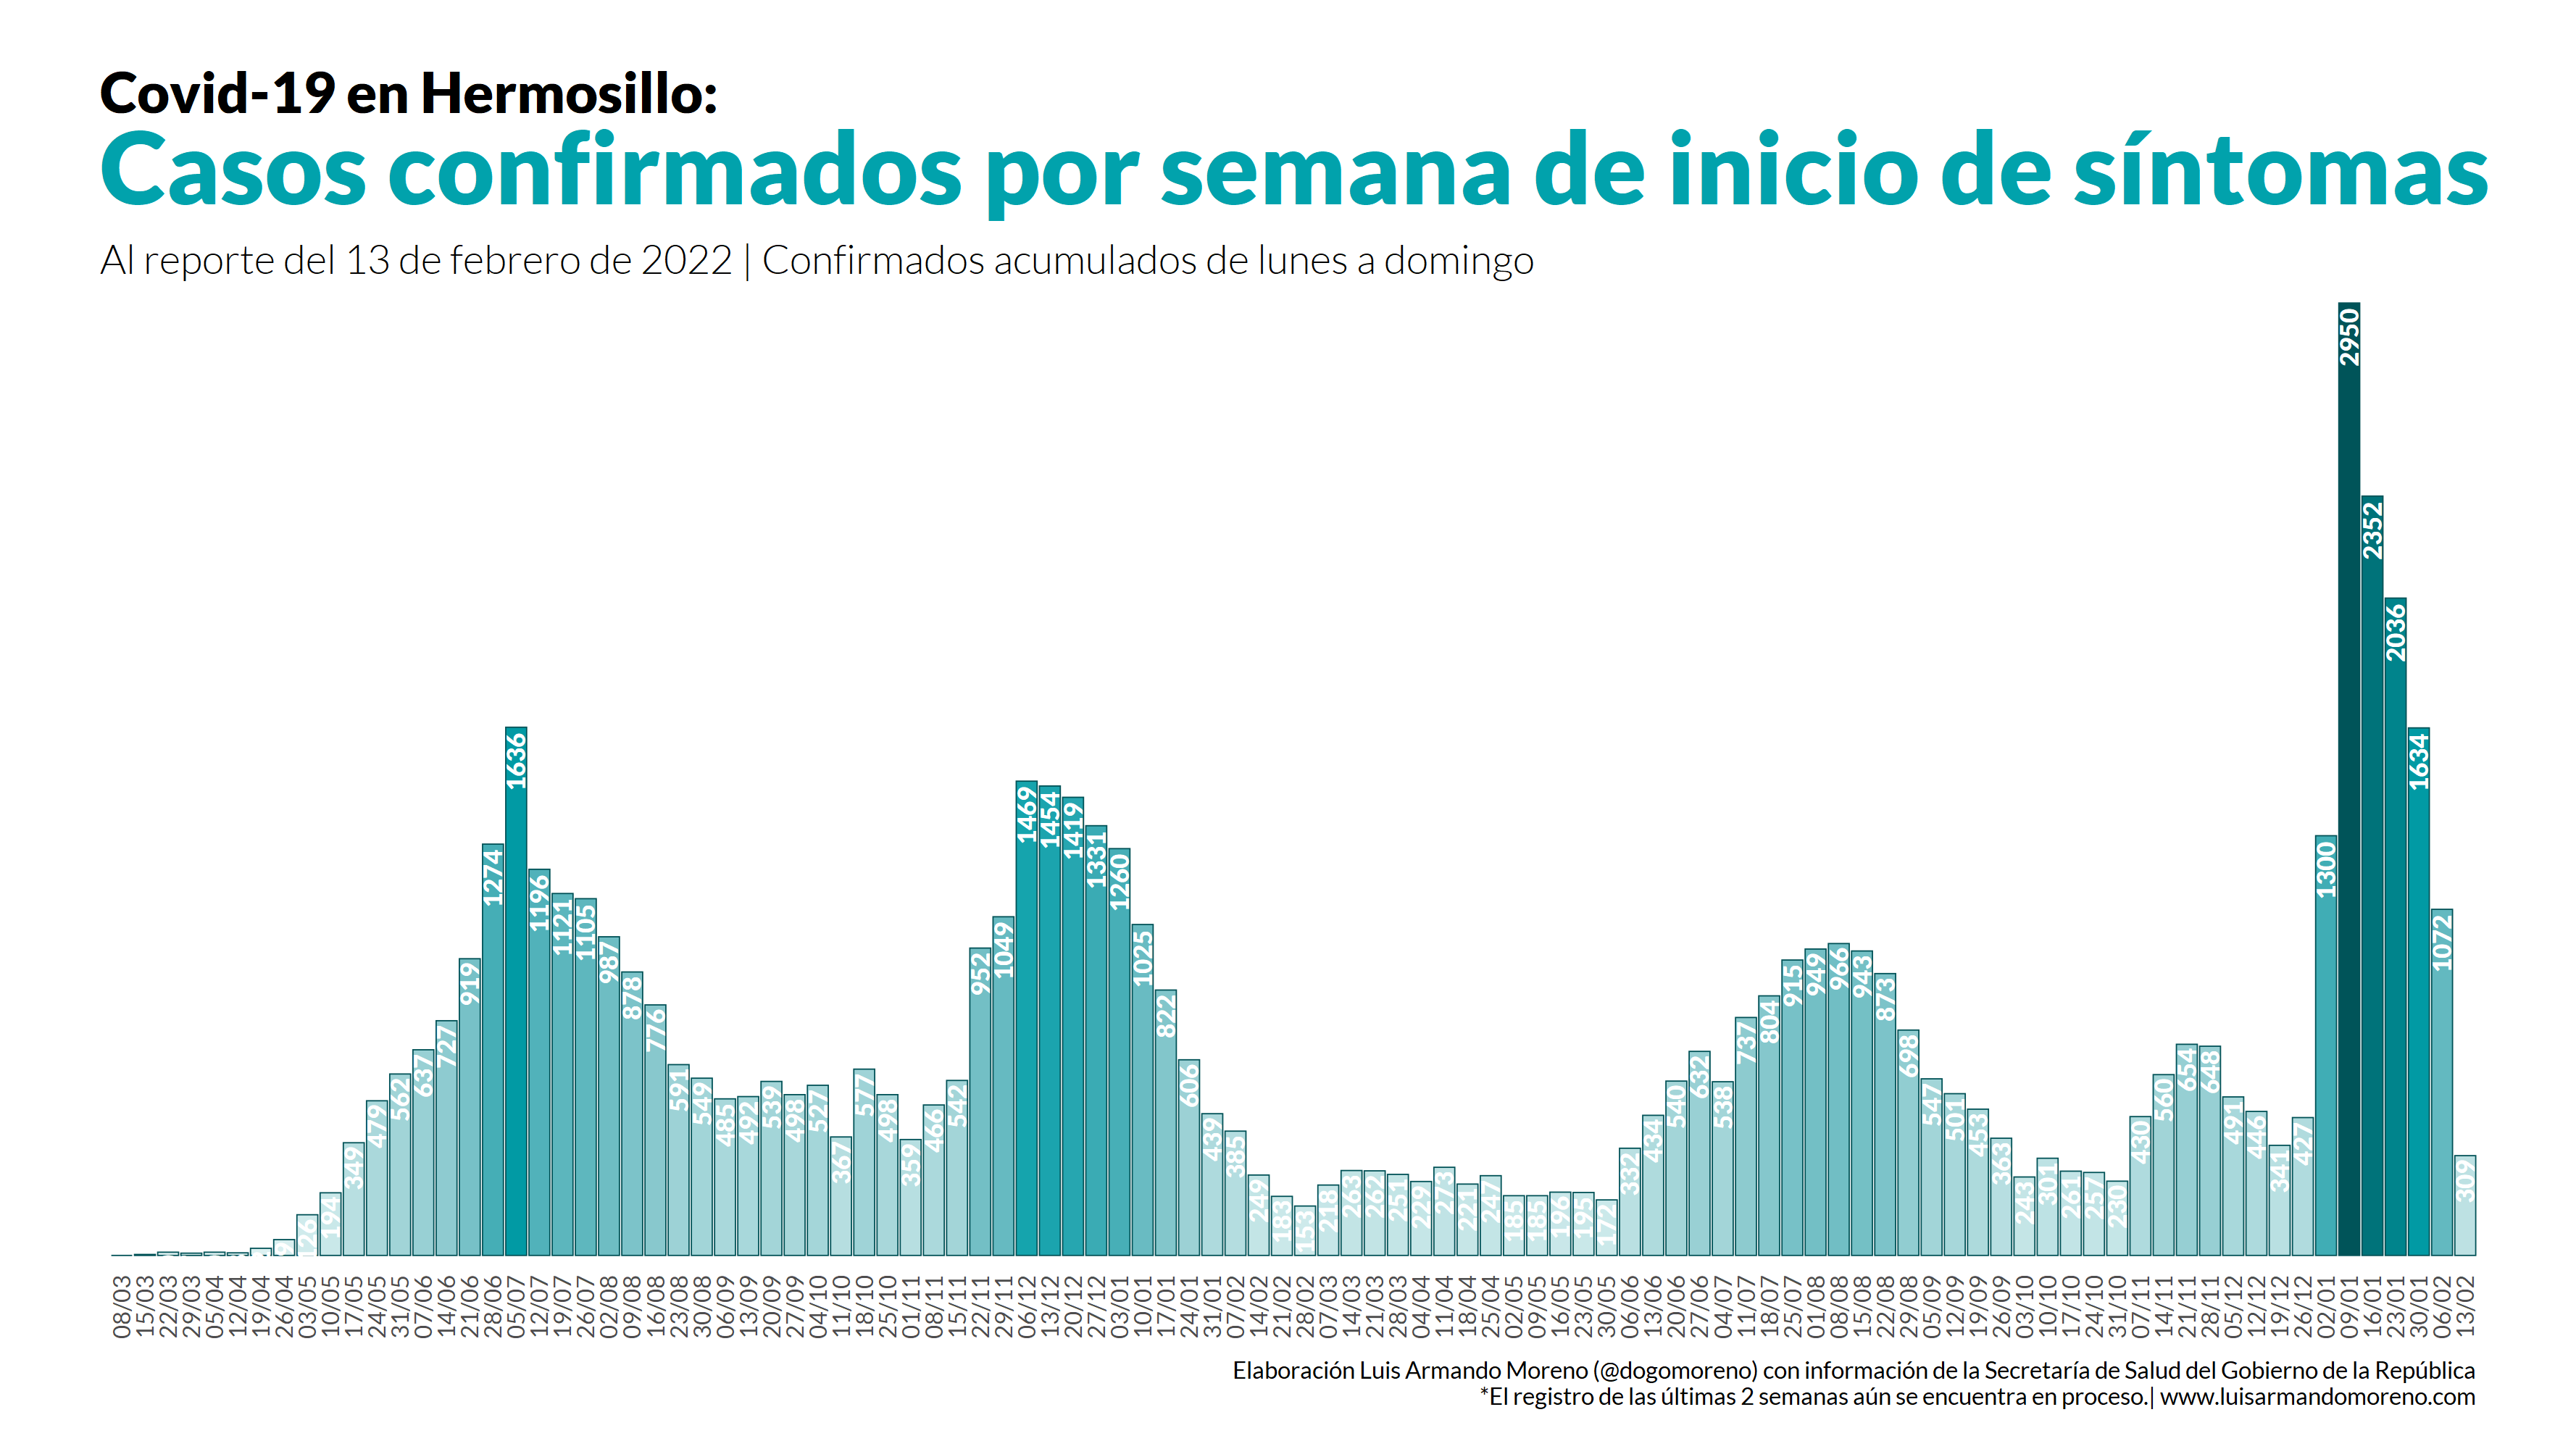 Covid-19 en Hermosillo:
Casos confirmados por semana de inicio de síntomas
Al reporte del 13 de febrero de 2022 | Confirmados acumulados de lunes a domingo
126 194 349 479 562 637 727 919 1274 1636 1196 1121 1105 987 878 776 591 549 485 492 539 498 527 367 577 498 359 466 542 952 1049 1469 1454 1419 1331 1260 1025 822 606 439 385 249 183 153 218 263 262 251 229 273 221 247 185 185 196 195 172 332 434 540 632 538 737 804 915 949 966 943 873 698 547 501 453 363 243 301 261 257 230 430 560 654 648 491 446 341 427 1300 2950 2352 2036 1634 1072 309
08/03 15/03 22/03 29/03 05/04 12/04 19/04 26/04 03/05 10/05 17/05 24/05 31/05 07/06 14/06 21/06 28/06 05/07 12/07 19/07 26/07 02/08 09/08 16/08 23/08 30/08 06/09 13/09 20/09 27/09 04/10 11/10 18/10 25/10 01/11 08/11 15/11 22/11 29/11 06/12 13/12 20/12 27/12 03/01 10/01 17/01 24/01 31/01 07/02 14/02 21/02 28/02 07/03 14/03 21/03 28/03 04/04 11/04 18/04 25/04 02/05 09/05 16/05 23/05 30/05 06/06 13/06 20/06 27/06 04/07 11/07 18/07 25/07 01/08 08/08 15/08 22/08 29/08 05/09 12/09 19/09 26/09 03/10 10/10 17/10 24/10 31/10 07/11 14/11 21/11 28/11 05/12 12/12 19/12 26/12 02/01 09/01 16/01 23/01 30/01 06/02 13/02
Elaboración Luis Armando Moreno (@dogomoreno) con información de la Secretaría de Salud del Gobierno de la República
*El registro de las últimas 2 semanas aún se encuentra en proceso.| www.luisarmandomoreno.com